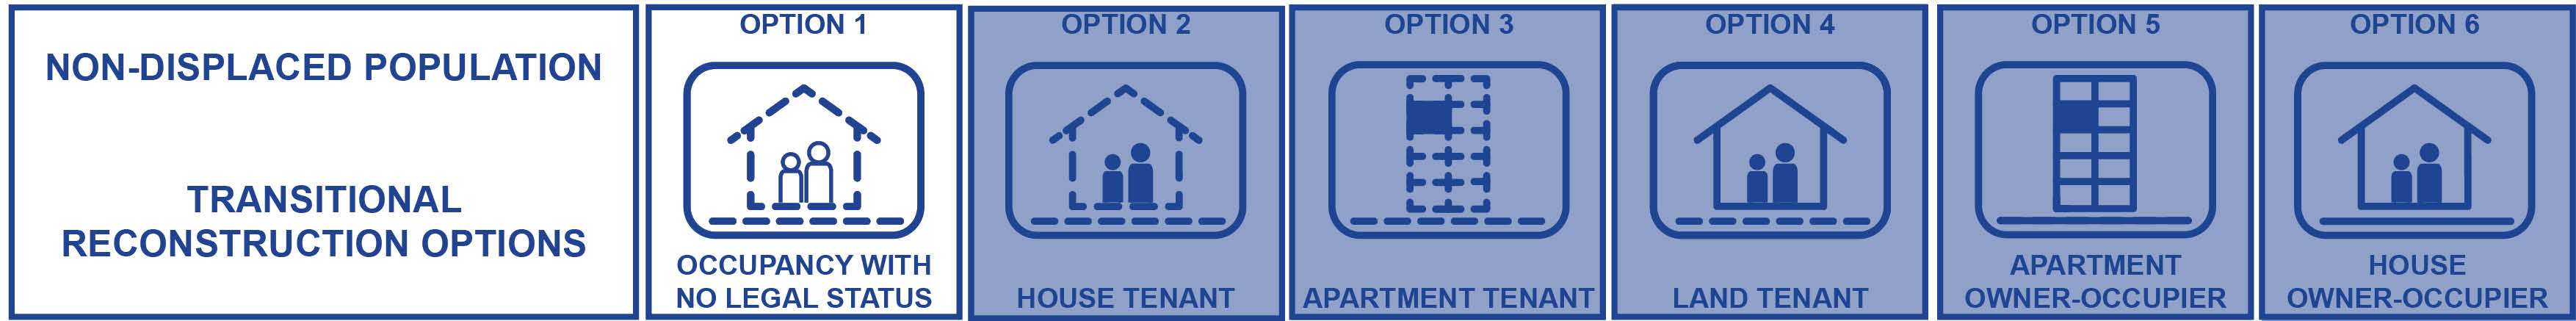 NON-DISPLACED POPULATION
TRANSITIONAL
RECONSTRUCTION OPTIONS
OPTION 1
OCCUPANCY WITH
NO LEGAL STATUS
OPTION 2
HOUSE TENANT
OPTION 3
APARTMENT TENANT
OPTION 4
LAND TENANT
OPTION 5
APARTMENT
OWNER-OCCUPIER
OPTION 6
HOUSE
OWNER-OCCUPIER